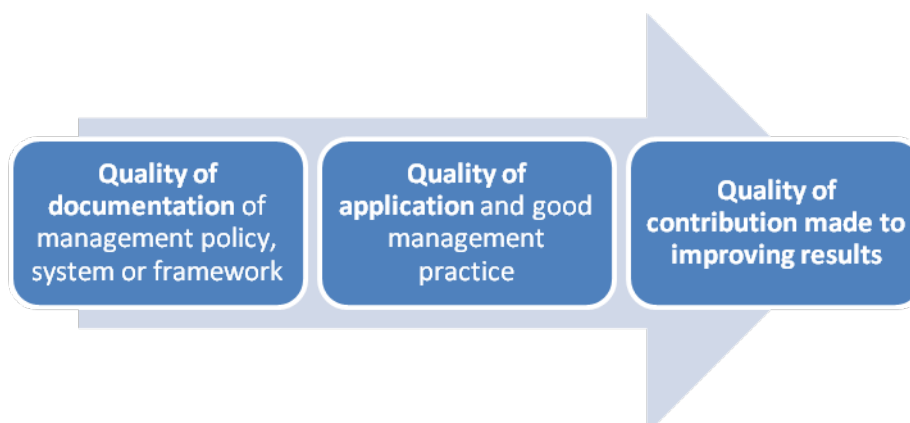 Quality of
documentation of
management policy,
system or framework
Quality of
application and good
management
practice
Quality of
contribution made to
improving results